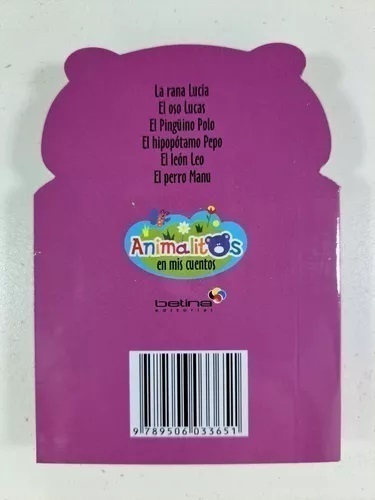 La rana Lucía
El oso Lucas
El Pingüino Polo
El hipopótamo Pepo
El león Leo
El perro Manu
Animalitos
en mis cuentos
betina
editorial
9 789506 033651